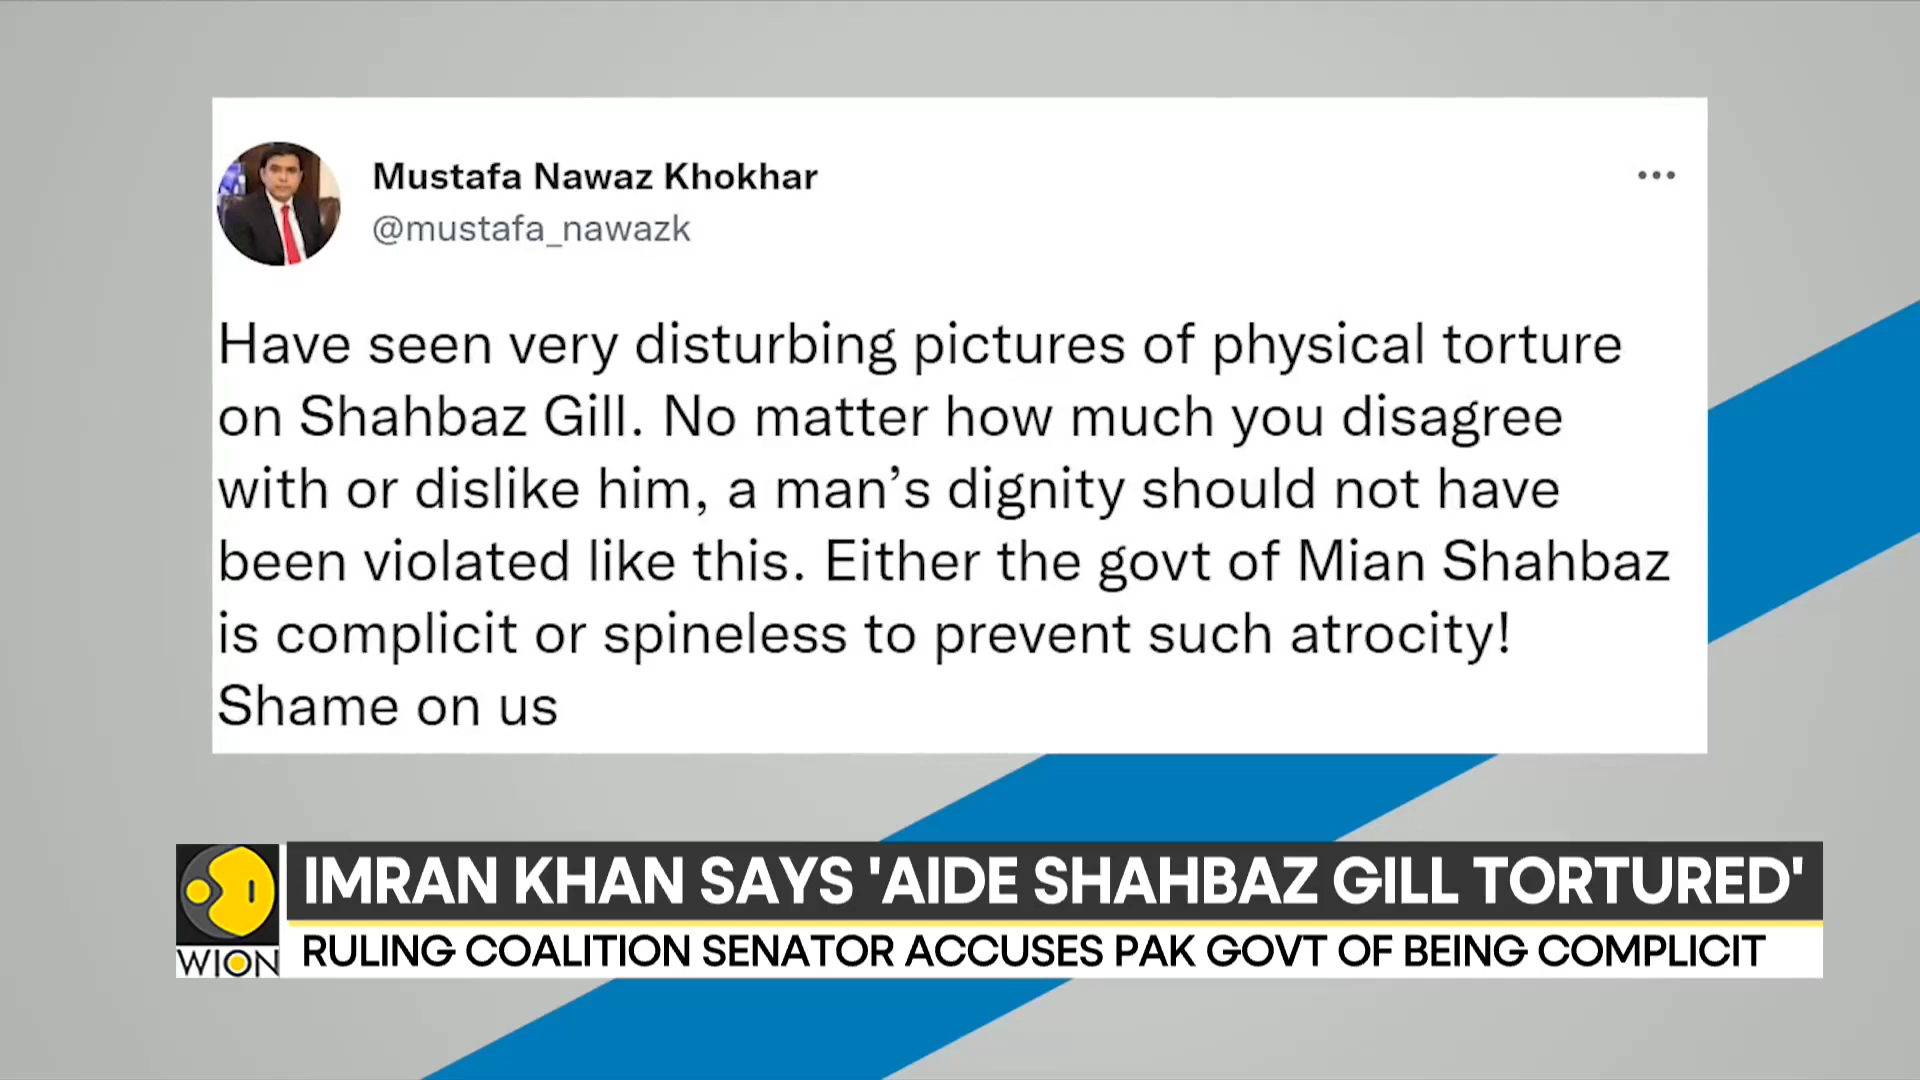 Mustafa Nawaz Khokhar
@mustafa_nawazk
Have seen very disturbing pictures of physical torture
on Shahbaz Gill. No matter how much you disagree
with or dislike him, a man’s dignity should not have
been violated like this. Either the govt of Mian Shahbaz
is complicit or spineless to prevent such atrocity!
Shame on us
IMRAN KHAN SAYS 'AIDE SHAHBAZ GILL TORTURED'
RULING COALITION SENATOR ACCUSES PAK GOVT OF BEING COMPLICIT
WION